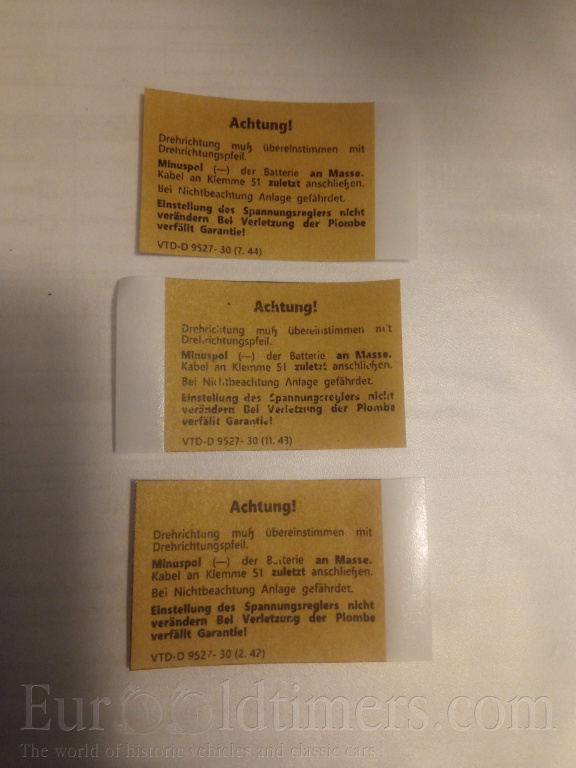 Achtung!
Drehrichtung muß übereinstimmen mit
Drehrichtungspfeil.
Minuspol (—) der Batterie an Masse.
Kabel an Klemme 51 zuletzt anschließen.
Bei Nichtbeachtung Anlage gefährdet.
Einstellung des Spannungsreglers nicht
verändern Bei Verletzung der Plombe
verfällt Garantie!
VTD-D 9527- 30 (7. 44)
Achtung!
Drehrichtung muß übereinstimmen mit
Drehrichtungspfeil.
Minuspol (—) der Batterie an Masse.
Kabel an Klemme 51 zuletzt anschließen.
Bei Nichtbeachtung Anlage gefährdet.
Einstellung des Spannungsreglers nicht
verändern Bei Verletzung der Plombe
verfällt Garantie!
VTD-D 9527- 30 (11. 43)
Achtung!
Drehrichtung muß übereinstimmen mit
Drehrichtungspfeil.
Minuspol (—) der Batterie an Masse.
Kabel an Klemme 51 zuletzt anschließen.
Bei Nichtbeachtung Anlage gefährdet.
Einstellung des Spannungsreglers nicht
verändern Bei Verletzung der Plombe
verfällt Garantie!
VTD-D 9527- 30 (2. 42)
EurOOldtimers.com
The world of historic vehicles and classic cars